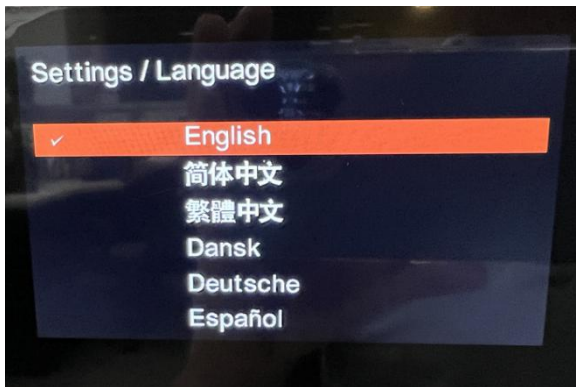 Settings / Language
English
简体中文
繁體中文
Dansk
Deutsche
Español